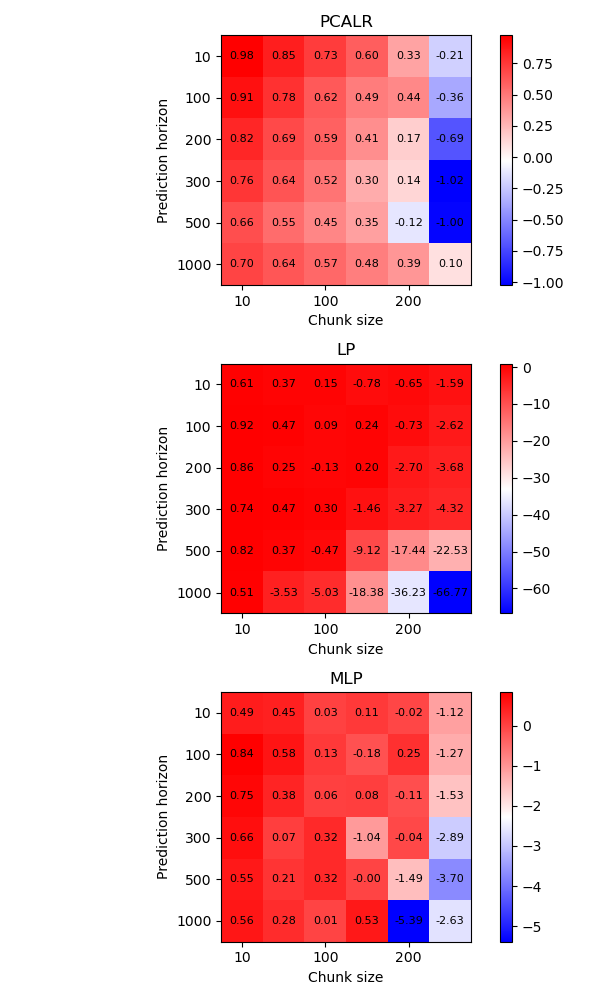 PCALR
10 0.98 0.85 0.73 0.60 0.33 -0.21
100 0.91 0.78 0.62 0.49 0.44 -0.36
200 0.82 0.69 0.59 0.41 0.17 -0.69
300 0.76 0.64 0.52 0.30 0.14 -1.02
500 0.66 0.55 0.45 0.35 -0.12 -1.00
1000 0.70 0.64 0.57 0.48 0.39 0.10
Prediction horizon
10 100 200
Chunk size
0.75
0.50
0.25
0.00
−0.25
−0.50
−0.75
−1.00
LP
10 0.61 0.37 0.15 -0.78 -0.65 -1.59
100 0.92 0.47 0.09 0.24 -0.73 -2.62
200 0.86 0.25 -0.13 0.20 -2.70 -3.68
300 0.74 0.47 0.30 -1.46 -3.27 -4.32
500 0.82 0.37 -0.47 -9.12 -17.44 -22.53
1000 0.51 -3.53 -5.03 -18.38 -36.23 -66.77
Prediction horizon
10 100 200
Chunk size
0
−10
−20
−30
−40
−50
−60
MLP
10 0.49 0.45 0.03 0.11 -0.02 -1.12
100 0.84 0.58 0.13 -0.18 0.25 -1.27
200 0.75 0.38 0.06 0.08 -0.11 -1.53
300 0.66 0.07 0.32 -1.04 -0.04 -2.89
500 0.55 0.21 0.32 -0.00 -1.49 -3.70
1000 0.56 0.28 0.01 0.53 -5.39 -2.63
Prediction horizon
10 100 200
Chunk size
0
−1
−2
−3
−4
−5